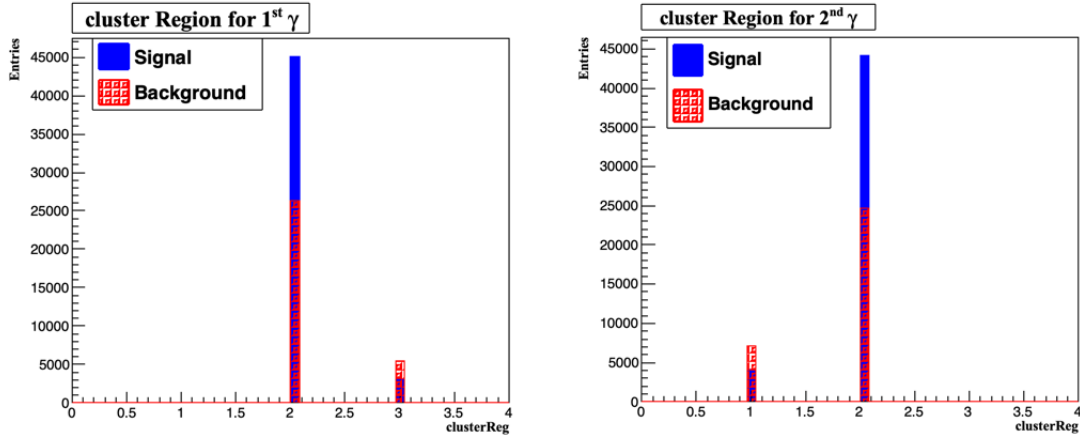 cluster Region for 1st γ
Entries
45000
40000
35000
30000
25000
20000
15000
10000
5000
0
Signal
Background
0 0.5 1 1.5 2 2.5 3 3.5 4
clusterReg
cluster Region for 2nd γ
Entries
45000
40000
35000
30000
25000
20000
15000
10000
5000
0
Signal
Background
0 0.5 1 1.5 2 2.5 3 3.5 4
clusterReg